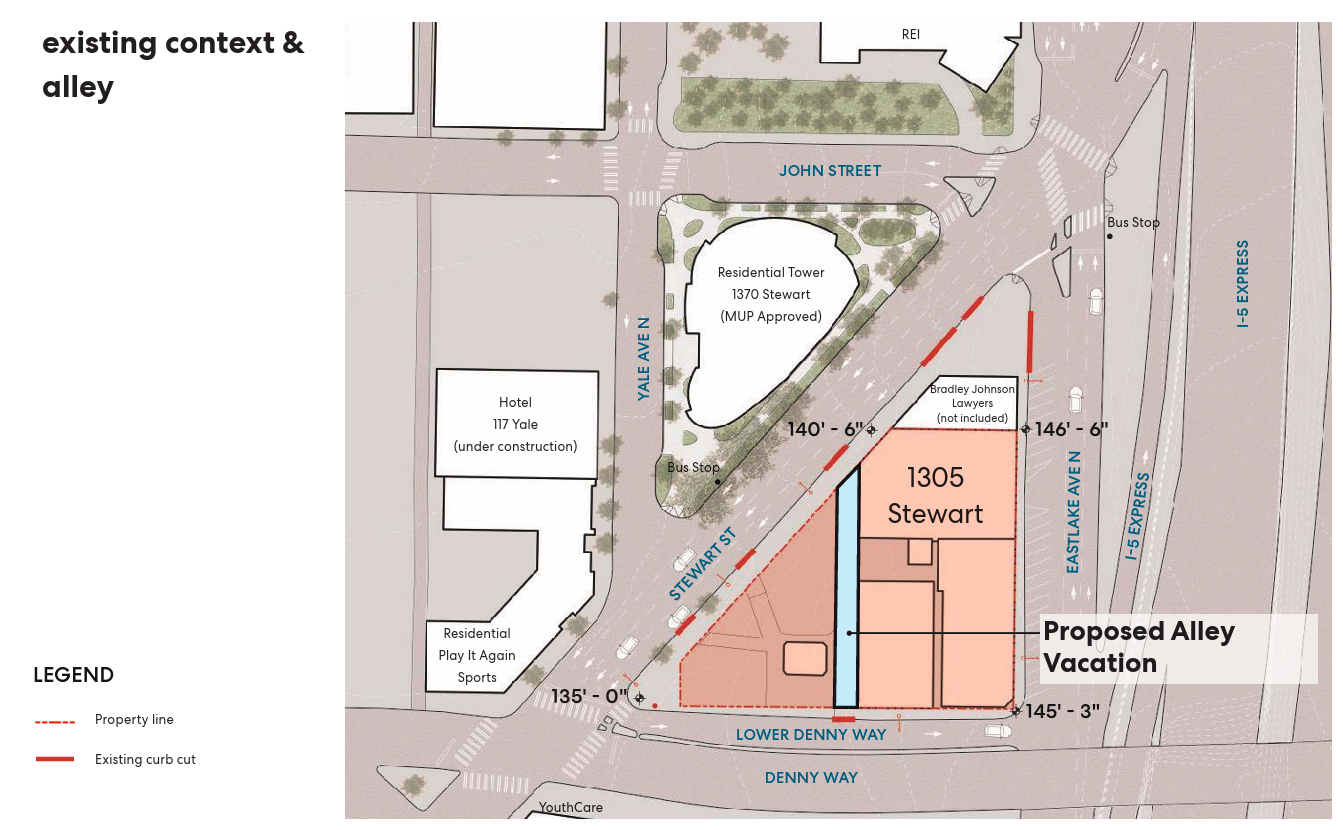 existing context &
alley
REI
JOHN STREET
Bus Stop
I-5 EXPRESS
Residential Tower
1370 Stewart
(MUP Approved)
YALE AVE N
Bradley Johnson
Lawyers
(not included)
Hotel
117 Yale
(under construction)
140' - 6"
146' - 6"
Bus Stop
1305
Stewart
EASTLAKE AVE N
I-5 EXPRESS
STEWART ST
Proposed Alley
Vacation
Residential
Play It Again
Sports
LEGEND
Property line
Existing curb cut
135' - 0"
145' - 3"
LOWER DENNY WAY
DENNY WAY
YouthCare